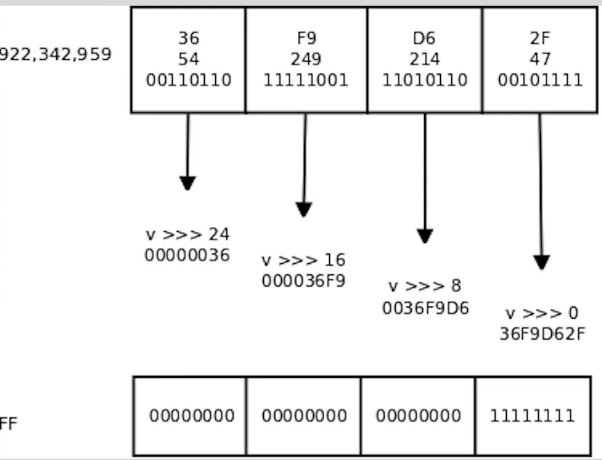 922,342,959
36 F9 D6 2F
54 249 214 47
00110110 11111001 11010110 00101111
v >>> 24
00000036
v >>> 16
000036F9
v >>> 8
0036F9D6
v >>> 0
36F9D62F
FF
00000000 00000000 00000000 11111111